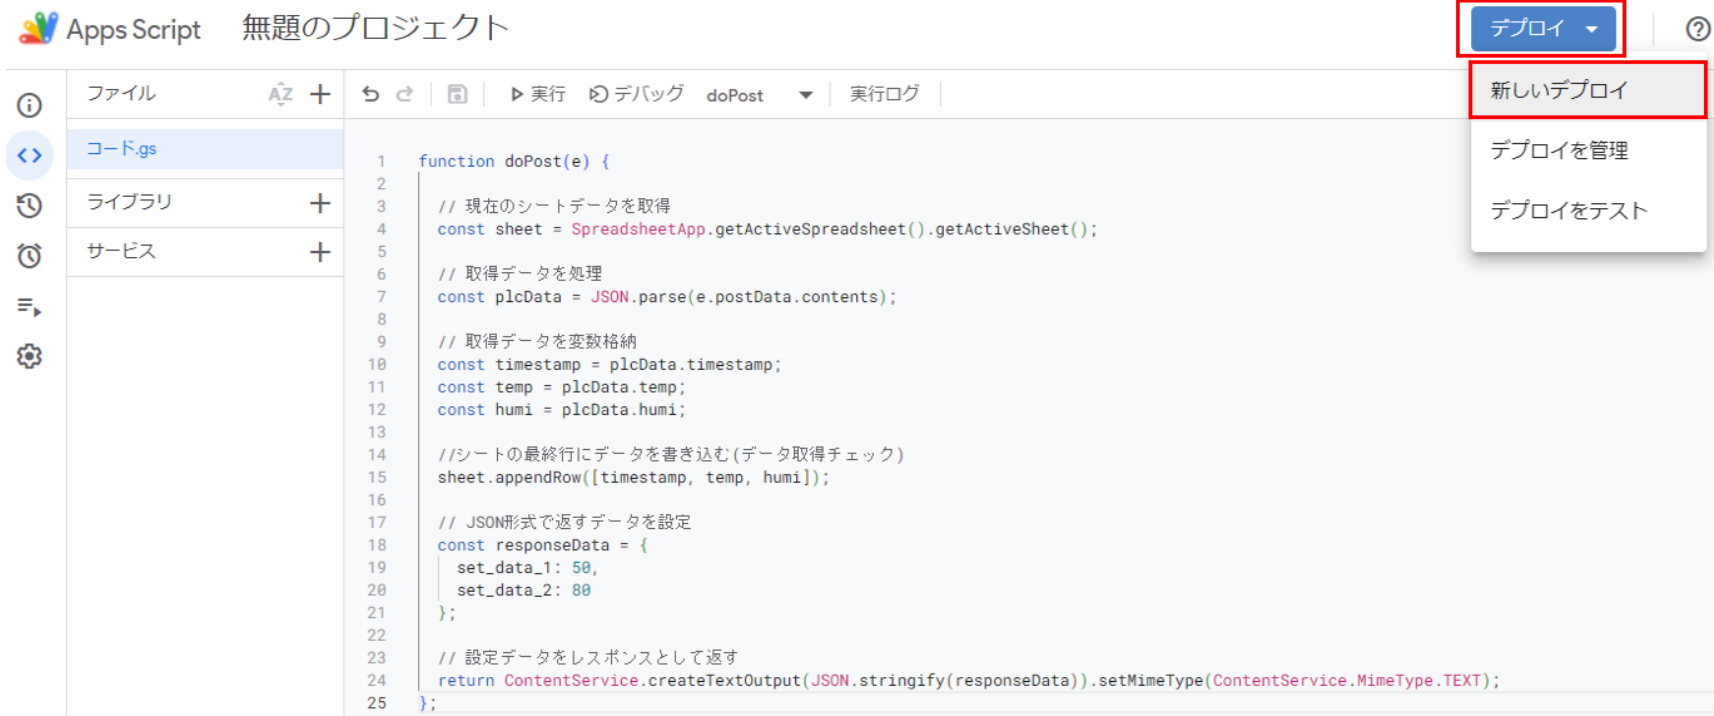 Apps Script 無題のプロジェクト デプロイ
ファイル AZ
実行 デバッグ doPost 実行ログ
新しいデプロイ
デプロイを管理
デプロイをテスト
コード.gs
ライブラリ
サービス
1 function doPost(e) {
2
3 // 現在のシートデータを取得
4 const sheet = SpreadsheetApp.getActiveSpreadsheet().getActiveSheet();
5
6 // 取得データを処理
7 const plcData = JSON.parse(e.postData.contents);
8
9 // 取得データを変数格納
10 const timestamp = plcData.timestamp;
11 const temp = plcData.temp;
12 const humi = plcData.humi;
13
14 //シートの最終行にデータを書き込む(データ取得チェック)
15 sheet.appendRow([timestamp, temp, humi]);
16
17 // JSON形式で返すデータを設定
18 const responseData = {
19 set_data_1: 50,
20 set_data_2: 80
21 };
22
23 // 設定データをレスポンスとして返す
24 return ContentService.createTextOutput(JSON.stringify(responseData)).setMimeType(ContentService.MimeType.TEXT);
25 };